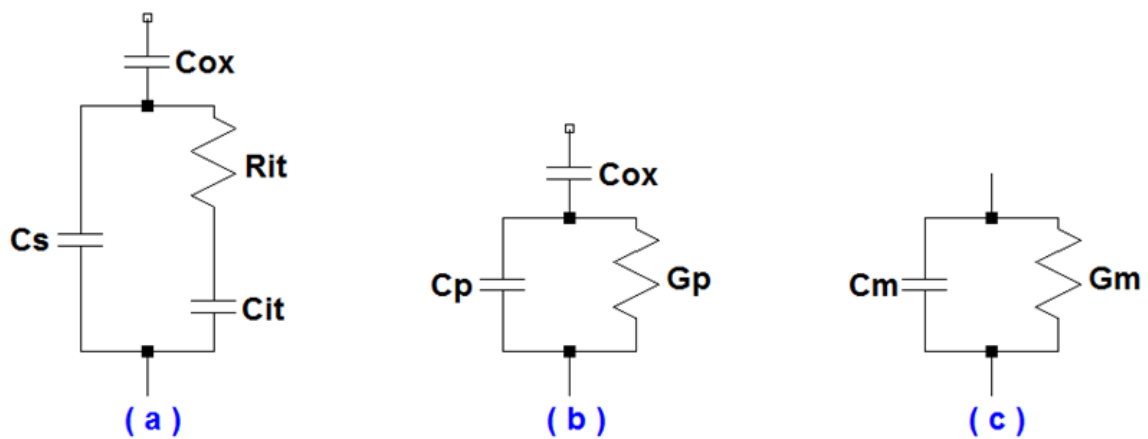 Cox
Rit
Cs
Cit
( a )
Cox
Cp
Gp
( b )
Cm
Gm
( c )